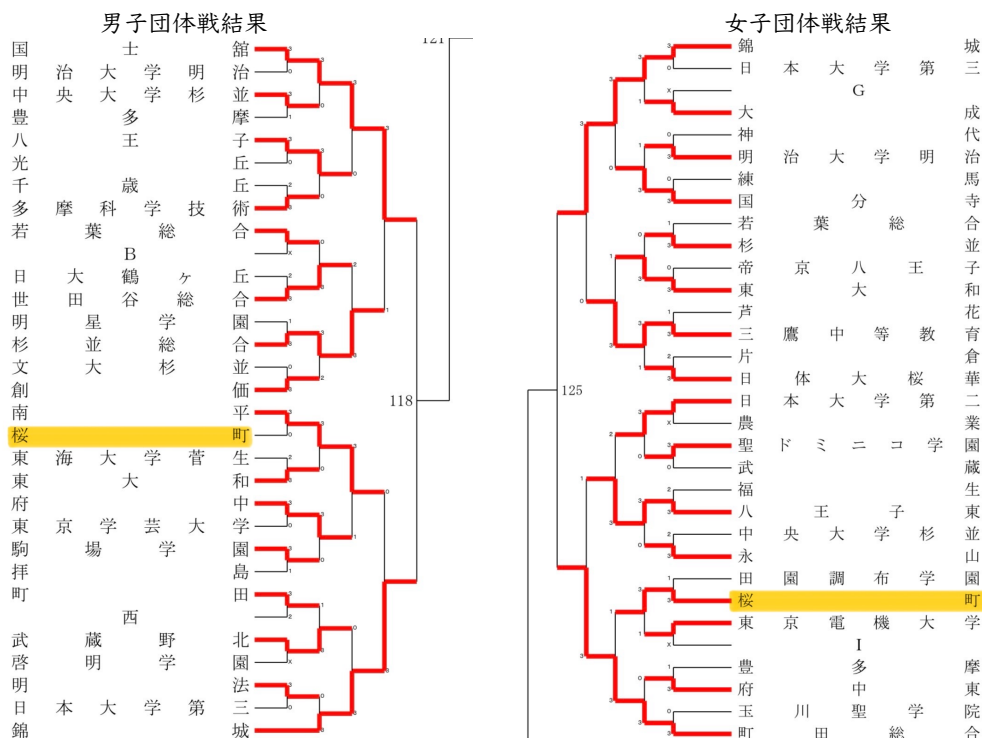 男子団体戦結果
121
国士舘
明治大学明治
中央大学杉並
豊多摩
八王子
光丘
千歳丘
多摩科学技術
若葉総合
B
日大鶴ヶ丘
世田谷総合
明星学園
杉並総合
文大杉並
創価
南平
桜町
東海大学菅生
東大和
府中
東京学芸大学
駒場学園
拝島
町田
西
武蔵野北
啓明学園
明法
日本大学第三
錦城
118
女子団体戦結果
錦城
日本大学第三
G
大成
神代
明治大学明治
練馬
国分寺
若葉総合
杉並
帝京八王子
東大和
芦花
三鷹中等教育
片倉
日体大桜華
日本大学第二
農業
聖ドミニコ学園
武蔵
福生
八王子東
中央大学杉並
永山
田園調布学園
桜町
東京電機大学
I
豊多摩
府中東
玉川聖学院
町田総合
125